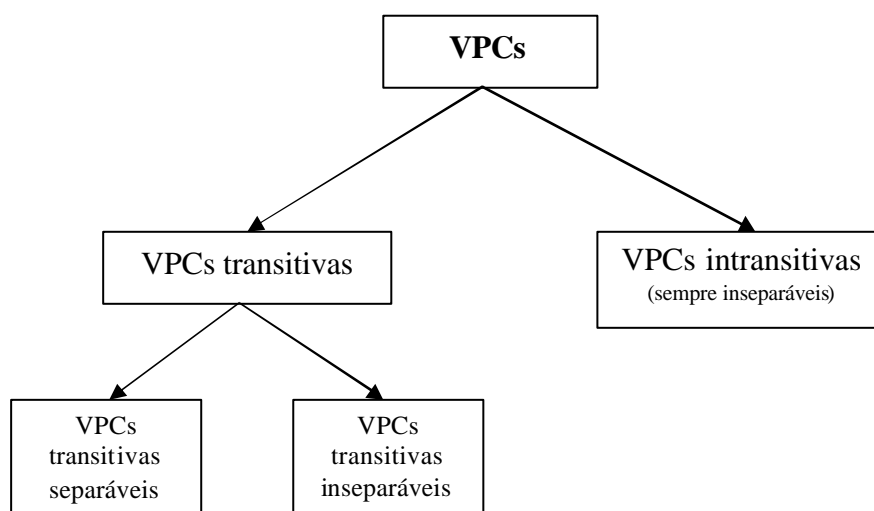 VPCs
VPCs transitivas
VPCs intransitivas
(sempre inseparáveis)
VPCs
transitivas
separáveis
VPCs
transitivas
inseparáveis